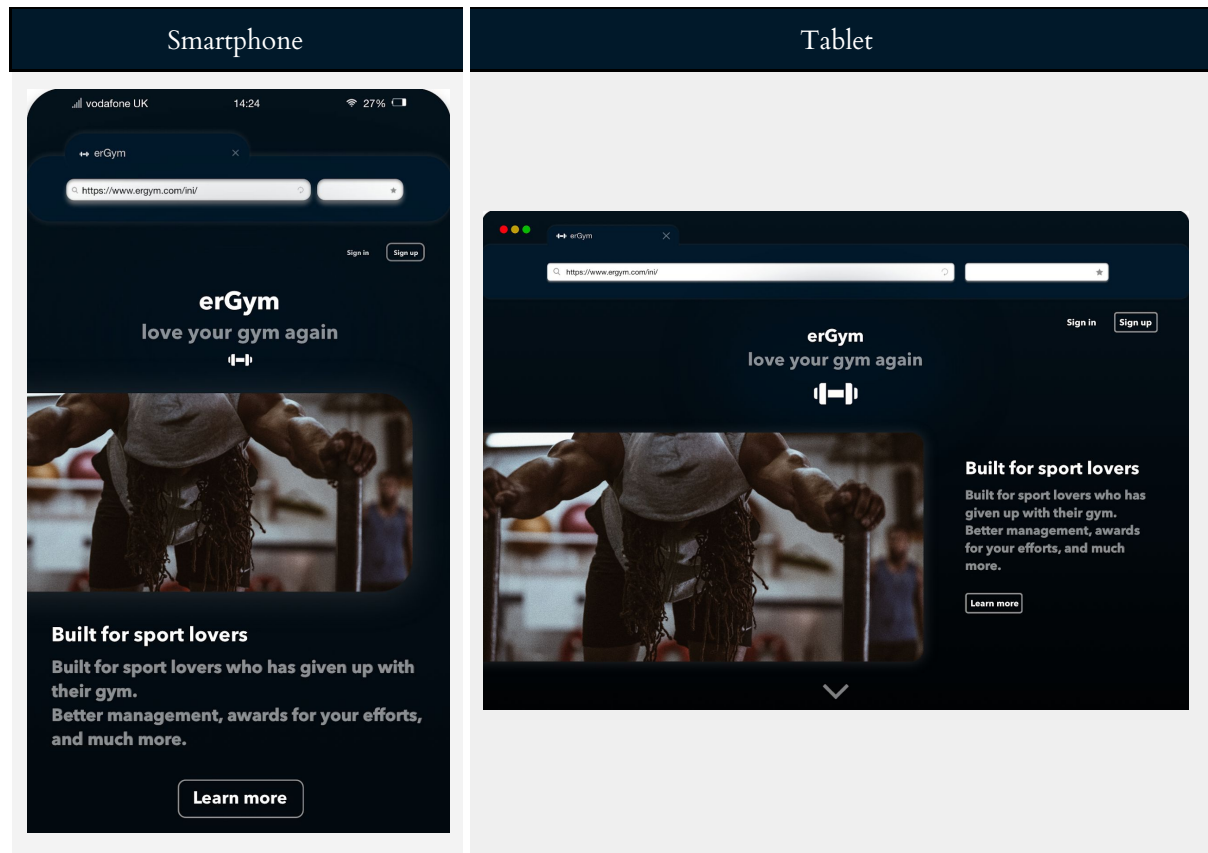 Smartphone
Tablet
vodafone UK
14:24
27%
erGym
https://www.ergym.com/ini/
Sign in
Sign up
erGym
love your gym again
Built for sport lovers
Built for sport lovers who has given up with
their gym.
Better management, awards for your efforts,
and much more.
Learn more
erGym
https://www.ergym.com/ini/
Sign in
Sign up
erGym
love your gym again
Built for sport lovers
Built for sport lovers who has
given up with their gym.
Better management, awards
for your efforts, and much
more.
Learn more